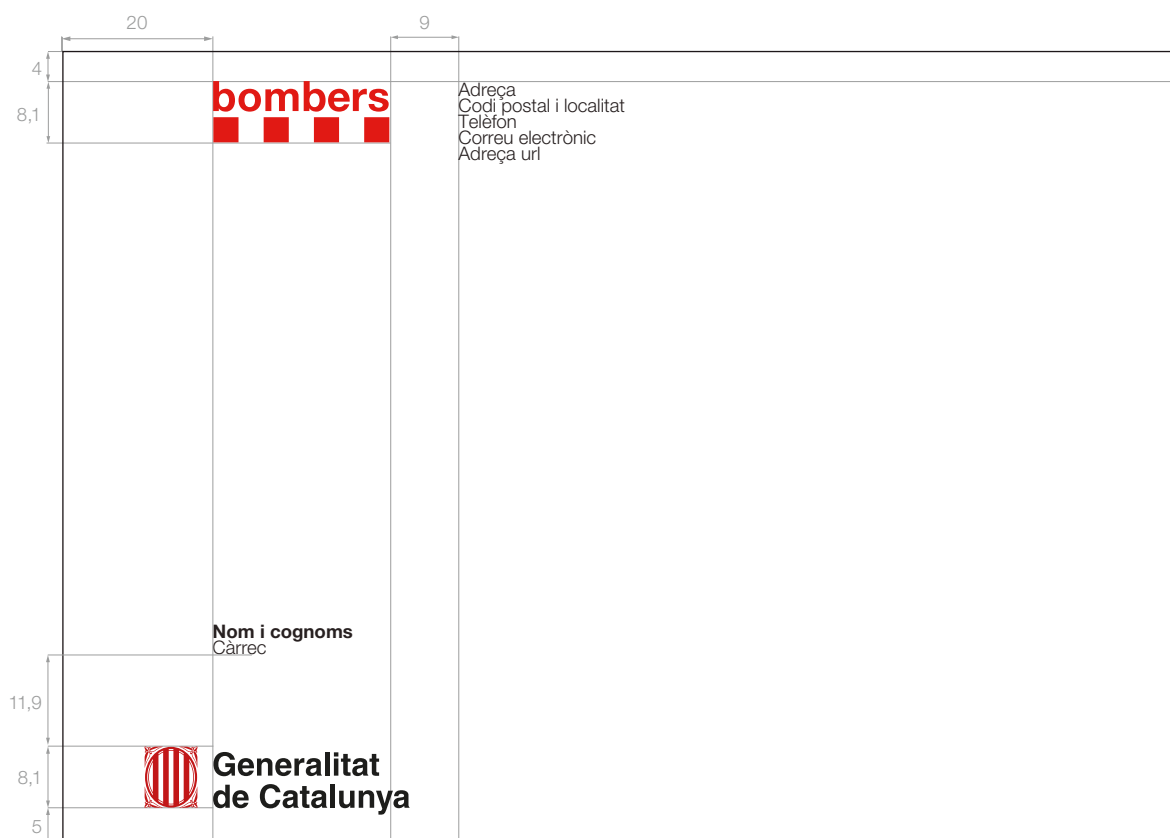 20
9
4
8,1
bombers
Adreça
Codi postal i localitat
Telèfon
Correu electrònic
Adreça url
Nom i cognoms
Càrrec
11,9
8,1
Generalitat
de Catalunya
5